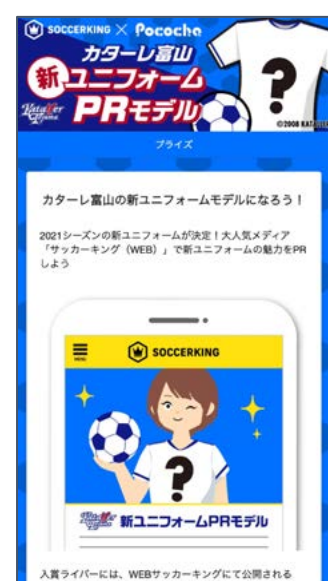 SOCCERKING × Pococha
カターレ富山
新ユニフォーム
PRモデル
Kataller
Toyama
?
©2008 KATALLER
プライズ
カターレ富山の新ユニフォームモデルになろう！
2021シーズンの新ユニフォームが決定！大人気メディア
「サッカーキング（WEB）」で新ユニフォームの魅力をPR
しよう
MENU
SOCCERKING
?
新ユニフォームPRモデル
入賞ライバーには、WEBサッカーキングにて公開される